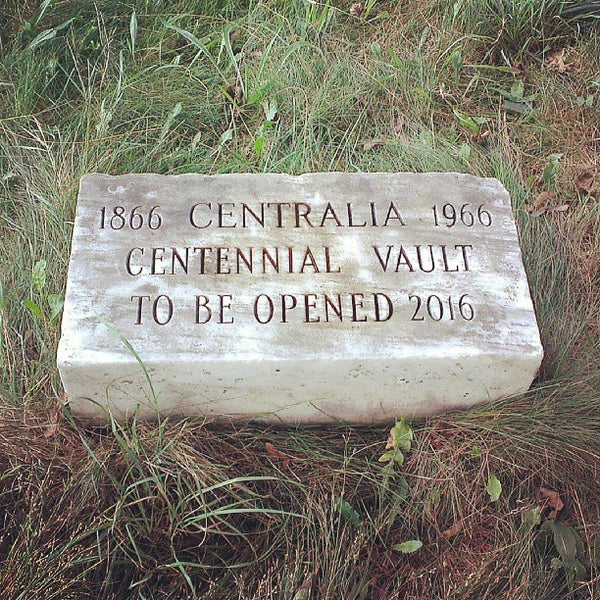 1866 CENTRALIA 1966
CENTENNIAL VAULT
TO BE OPENED 2016